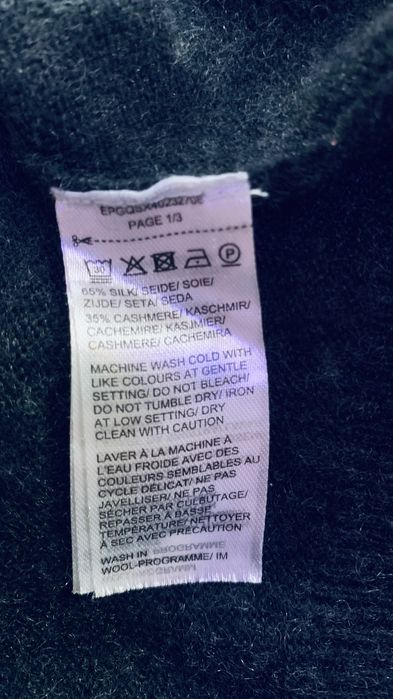 EPGQSX4023270E
PAGE 1/3
30
P
65% SILK/ SEIDE/ SOIE/
ZIJDE/ SETA/ SEDA
35% CASHMERE/ KASCHMIR/
CACHEMIRE/ KASJMIER/
CASHMERE/ CACHEMIRA
MACHINE WASH COLD WITH
LIKE COLOURS AT GENTLE
SETTING/ DO NOT BLEACH/
DO NOT TUMBLE DRY/ IRON
AT LOW SETTING/ DRY
CLEAN WITH CAUTION
LAVER À LA MACHINE À
L'EAU FROIDE AVEC DES
COULEURS SEMBLABLES AU
CYCLE DÉLICAT/ NE PAS
JAVELLISER/ NE PAS
SÉCHER PAR CULBUTAGE/
REPASSER À BASSE
TEMPÉRATURE/ NETTOYER
À SEC AVEC PRÉCAUTION
WASH IN
WOOL-PROGRAMME/ IM